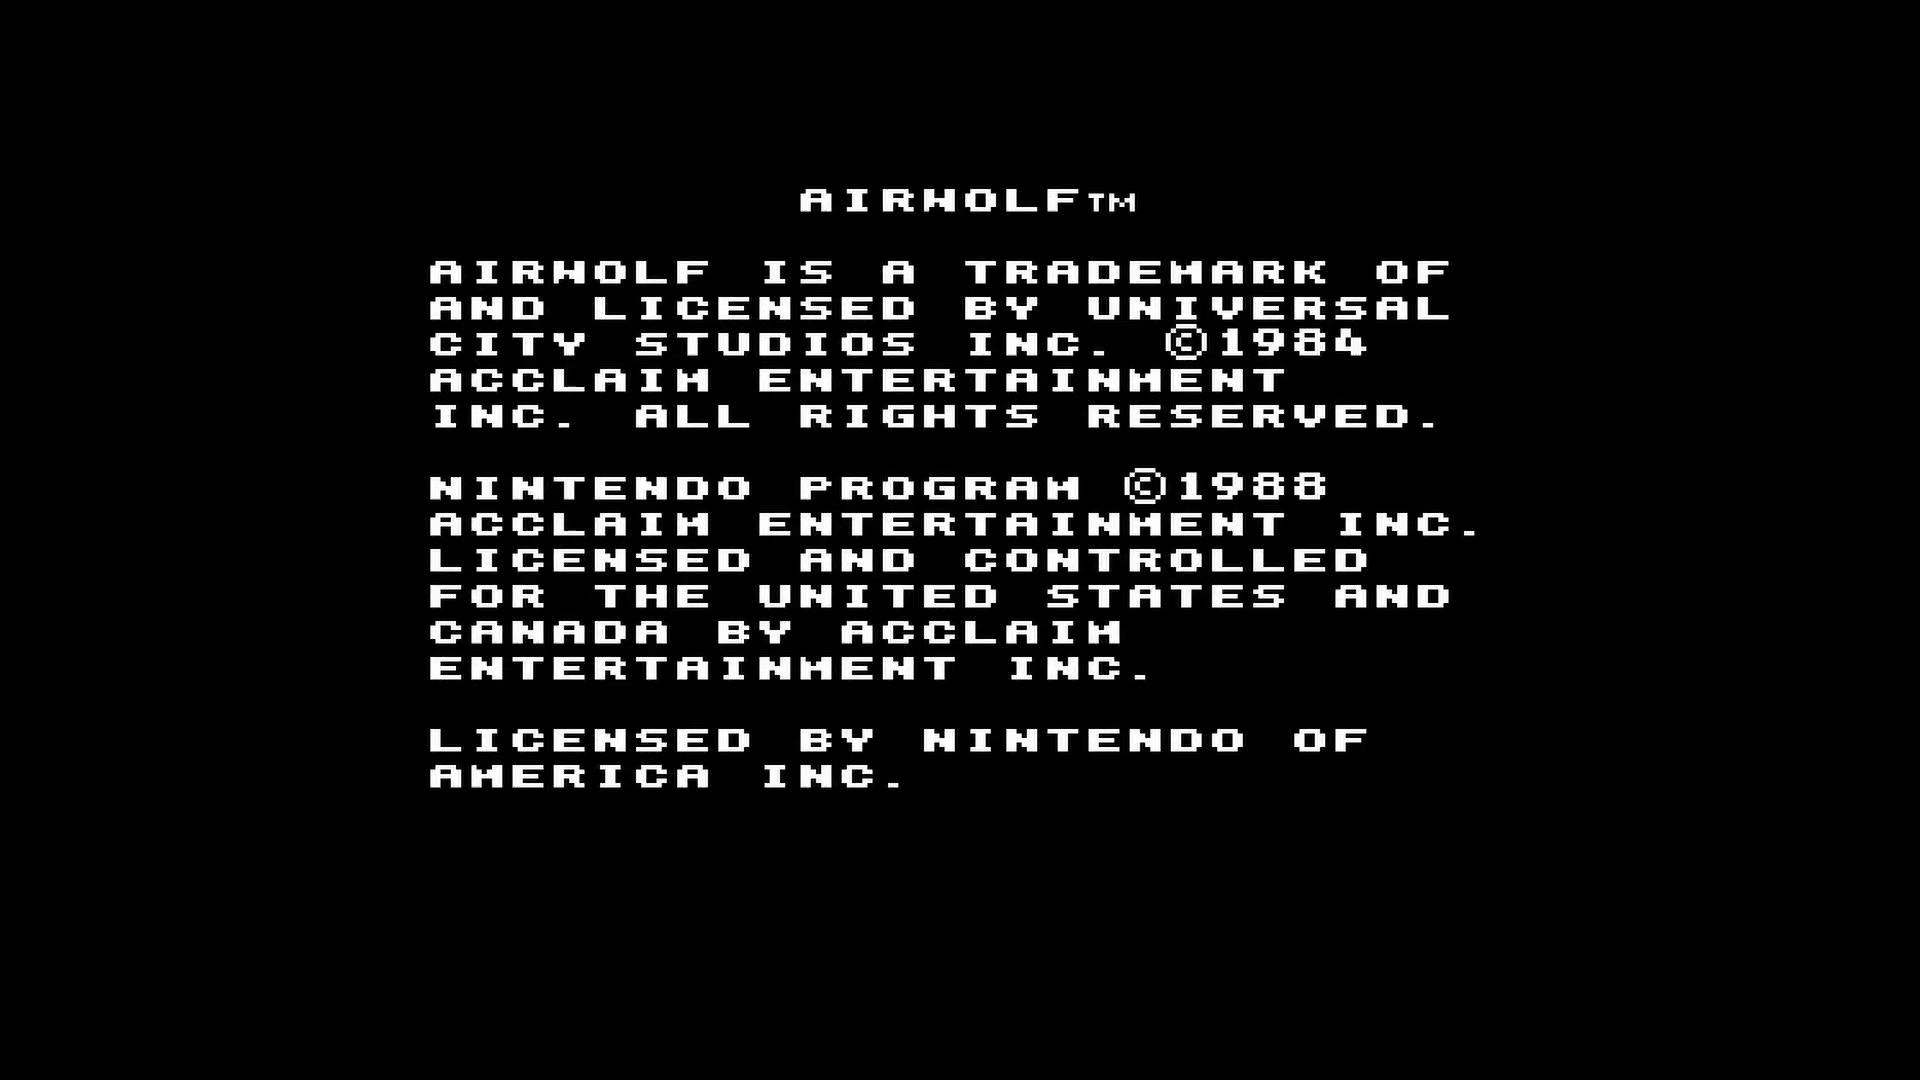 AIRWOLF™
AIRWOLF IS A TRADEMARK OF
AND LICENSED BY UNIVERSAL
CITY STUDIOS INC. ©1984
ACCLAIM ENTERTAINMENT
INC. ALL RIGHTS RESERVED.
NINTENDO PROGRAM ©1988
ACCLAIM ENTERTAINMENT INC.
LICENSED AND CONTROLLED
FOR THE UNITED STATES AND
CANADA BY ACCLAIM
ENTERTAINMENT INC.
LICENSED BY NINTENDO OF
AMERICA INC.